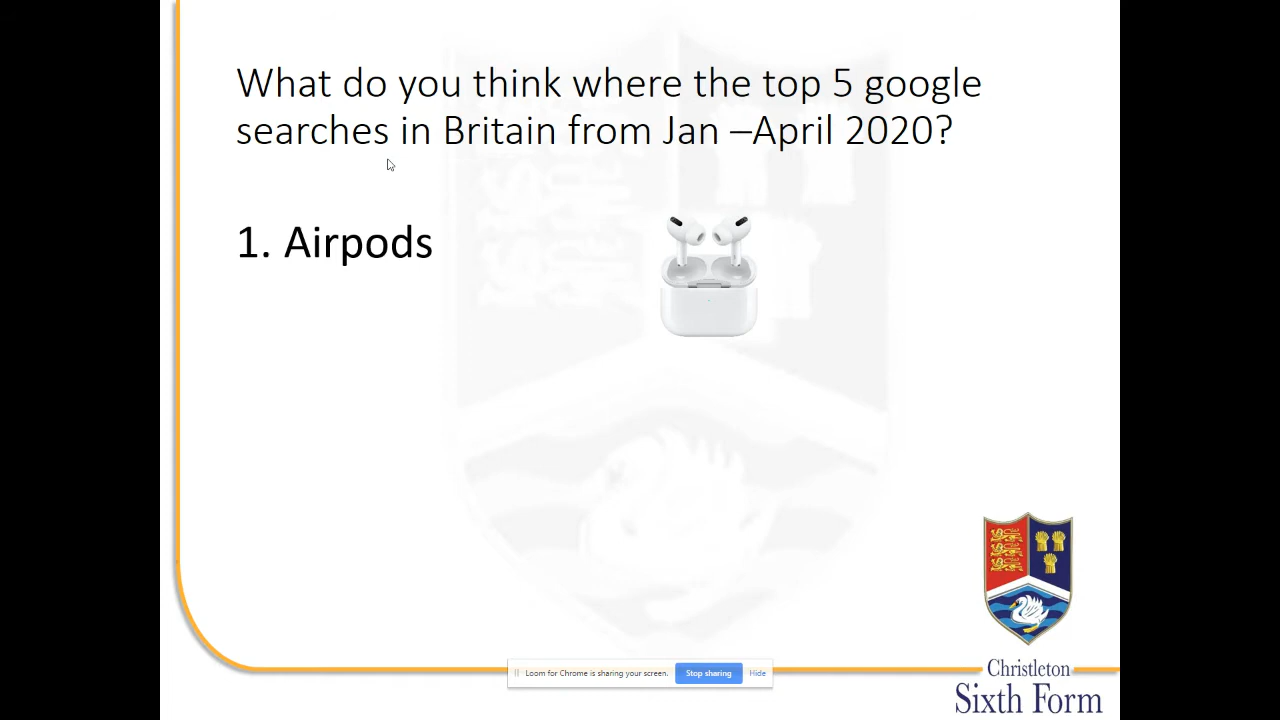 What do you think where the top 5 google
searches in Britain from Jan –April 2020?
1. Airpods
Loom for Chrome is sharing your screen. Stop sharing Hide
Christleton
Sixth Form